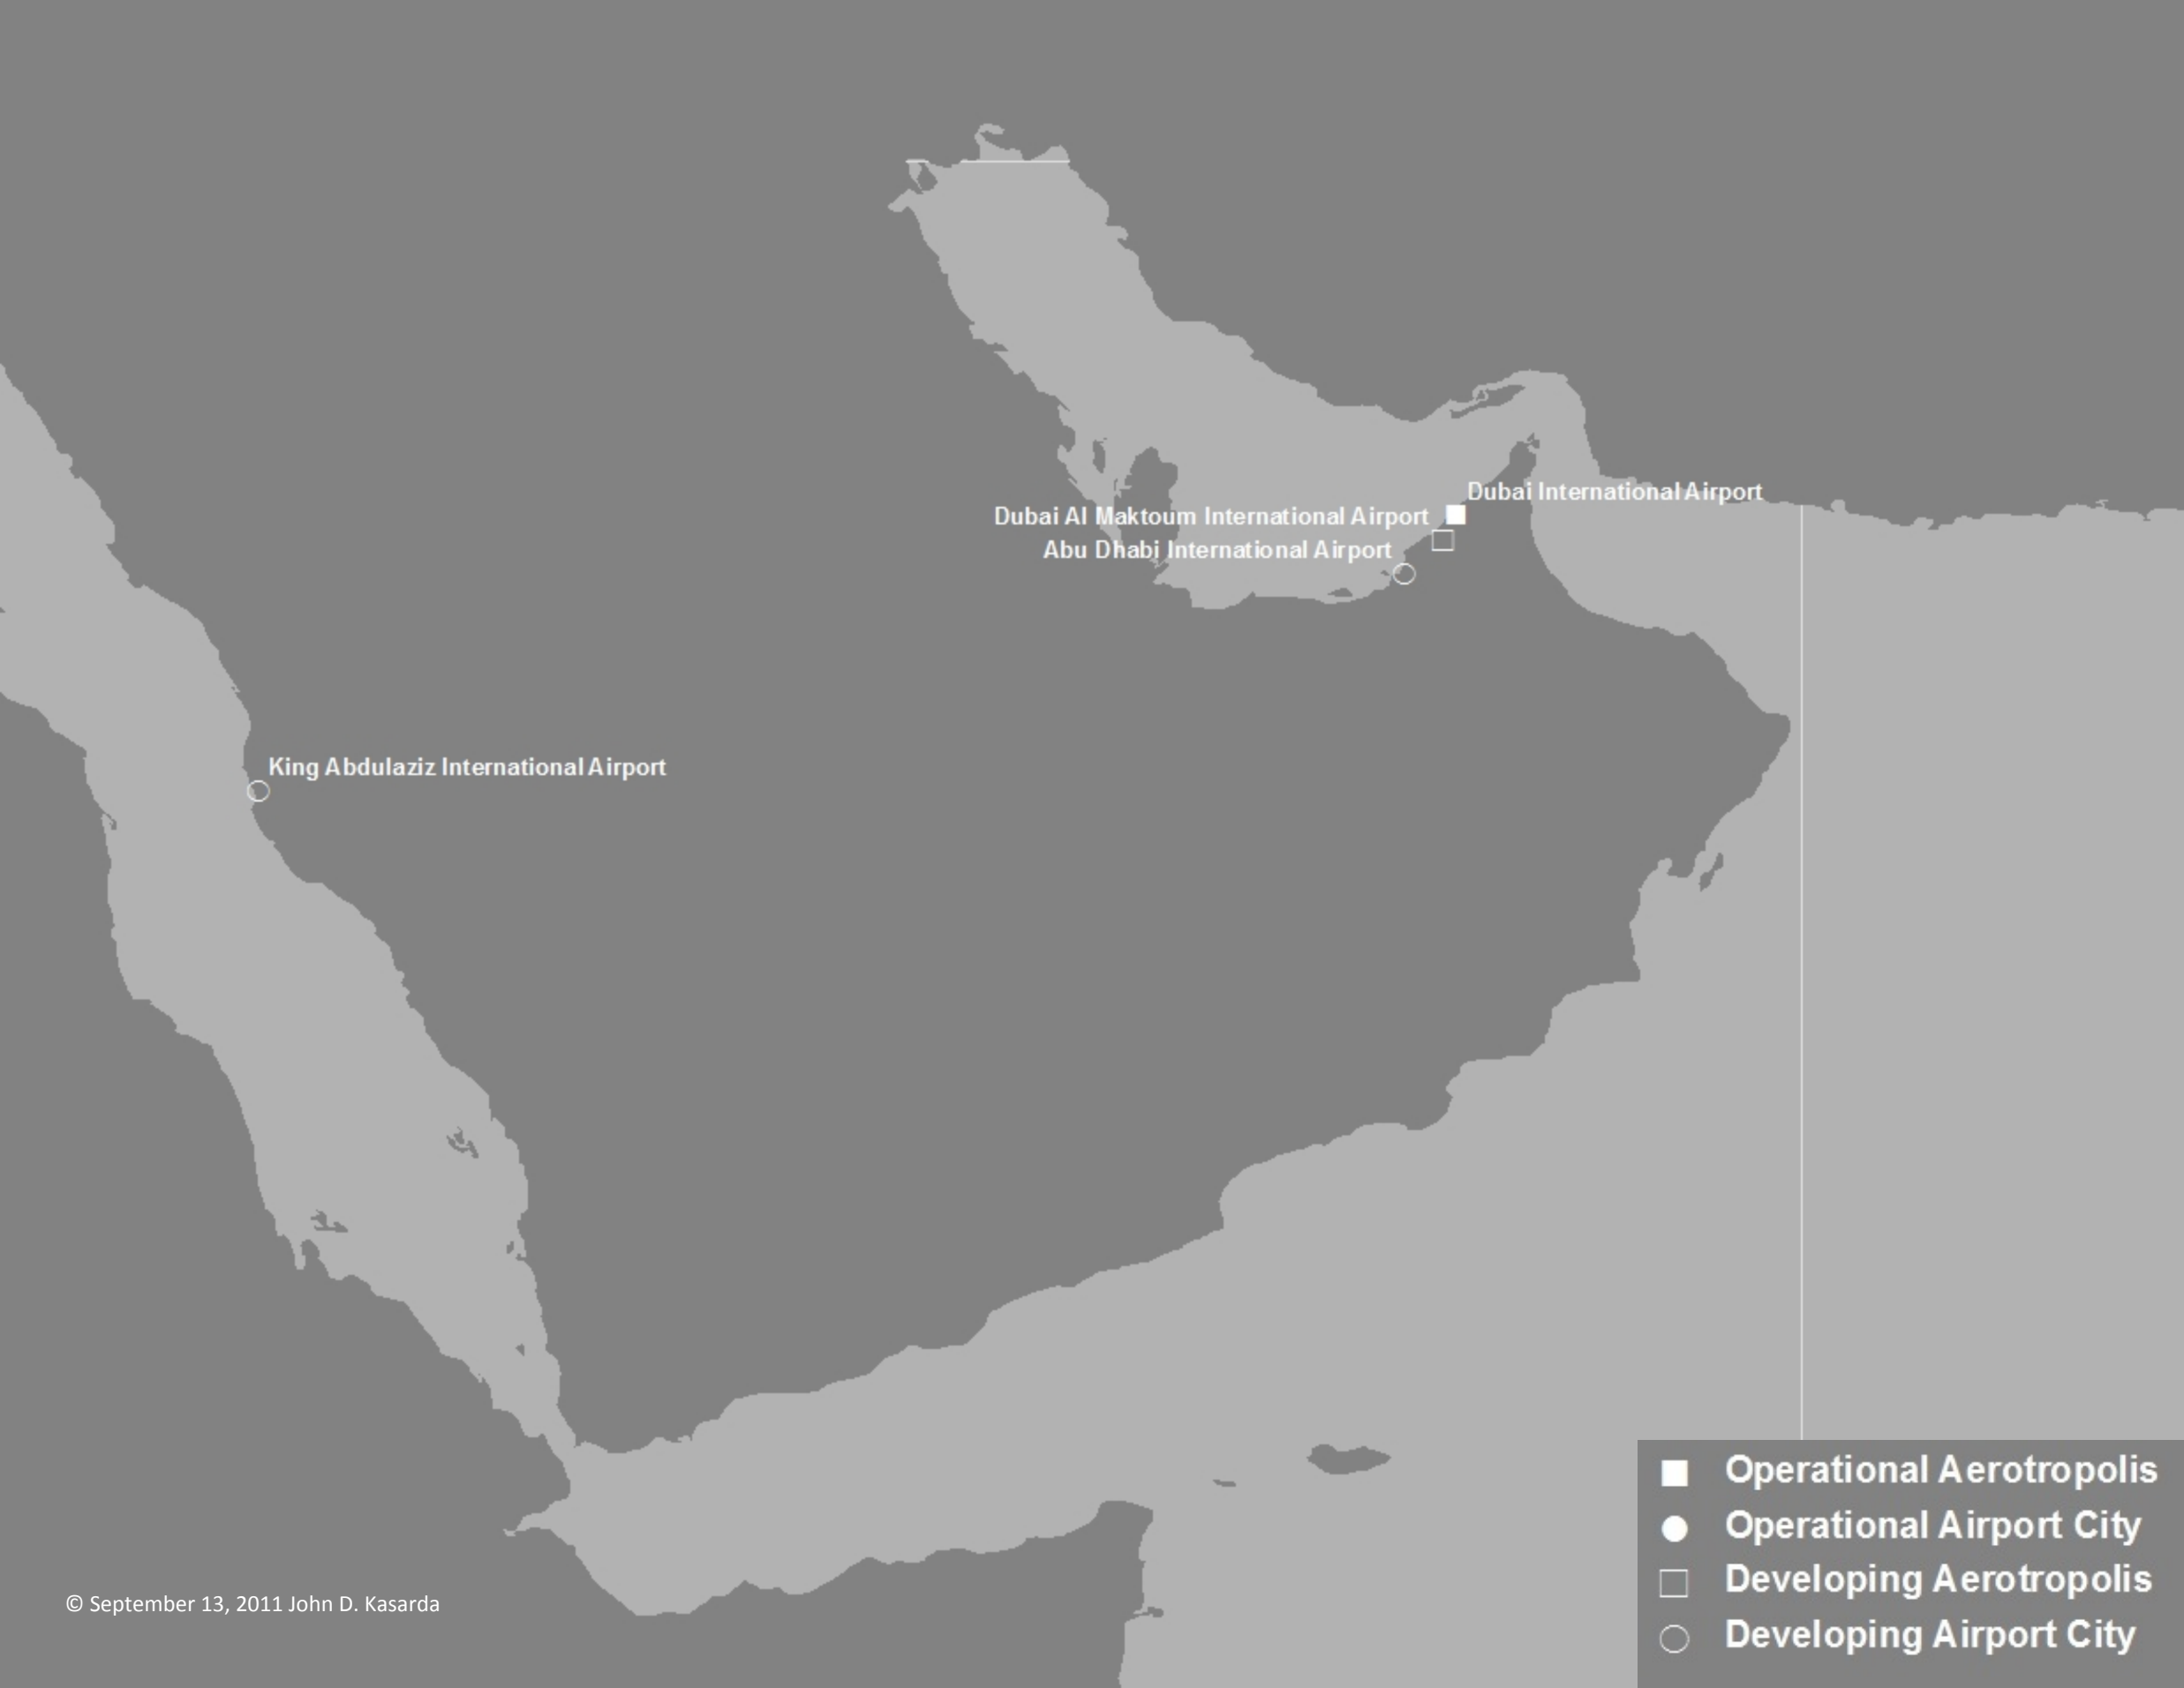 Dubai International Airport
Dubai Al Maktoum International Airport
Abu Dhabi International Airport
King Abdulaziz International Airport
Operational Aerotropolis
Operational Airport City
Developing Aerotropolis
Developing Airport City
© September 13, 2011 John D. Kasarda